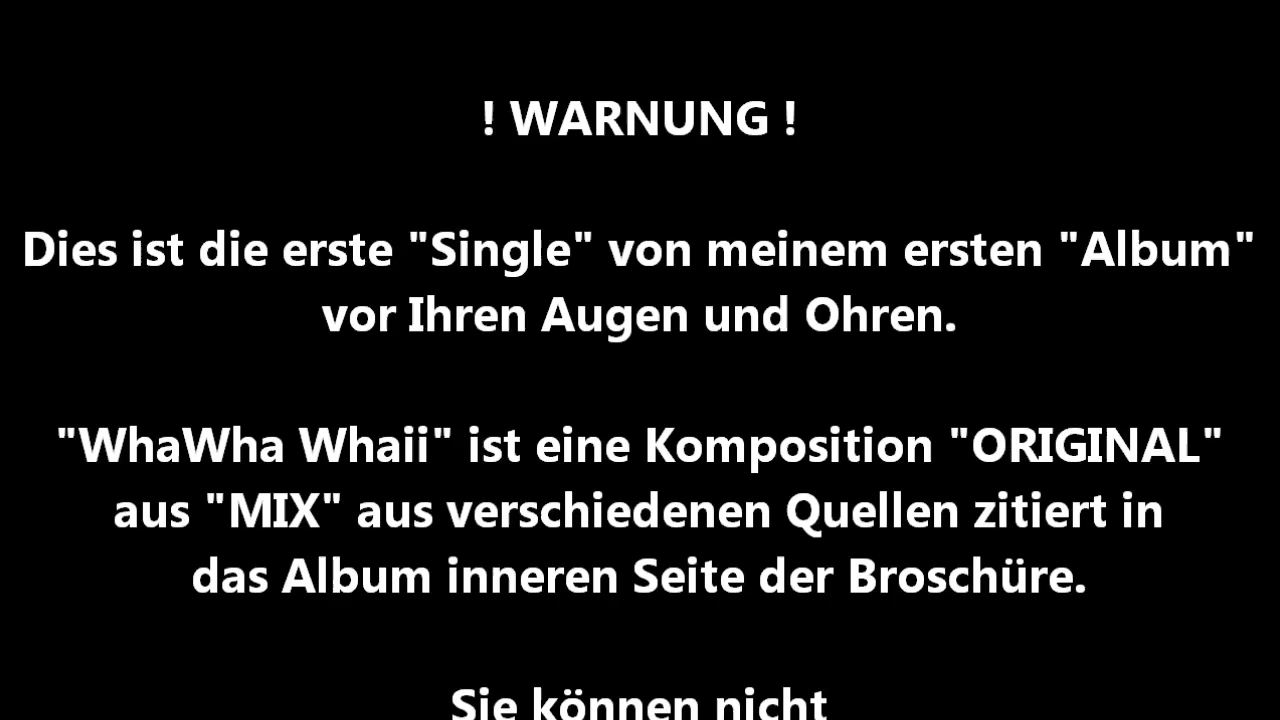 ! WARNUNG !
Dies ist die erste "Single" von meinem ersten "Album"
vor Ihren Augen und Ohren.
"WhaWha Whaii" ist eine Komposition "ORIGINAL"
aus "MIX" aus verschiedenen Quellen zitiert in
das Album inneren Seite der Broschüre.
Sie können nicht